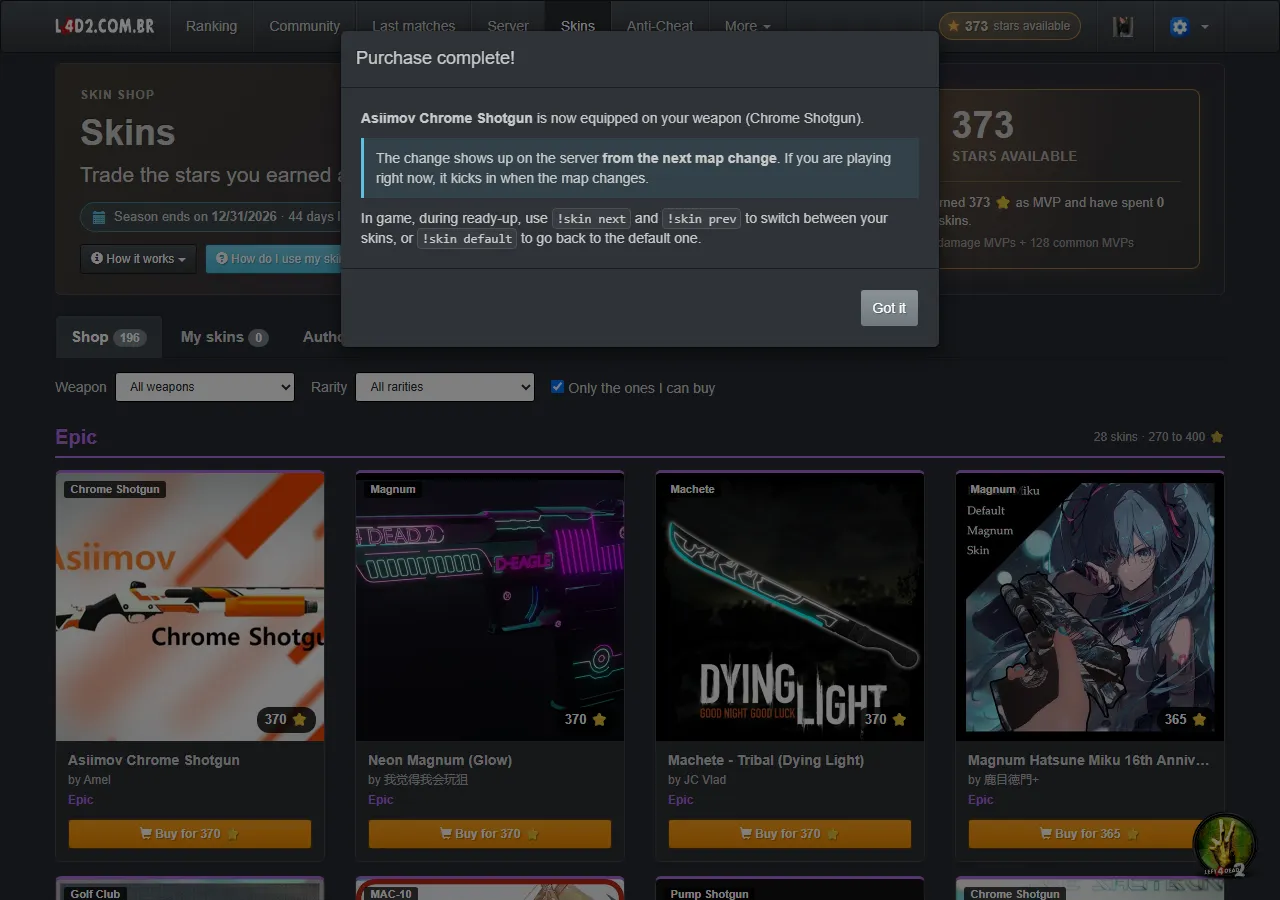 L4D2.COM.BR
Ranking
Community
Last matches
Server
Skins
Anti-Cheat
More
373 stars available
Purchase complete!
Asiimov Chrome Shotgun is now equipped on your weapon (Chrome Shotgun).
The change shows up on the server from the next map change. If you are playing
right now, it kicks in when the map changes.
In game, during ready-up, use !skin next and !skin prev to switch between your
skins, or !skin default to go back to the default one.
Got it
SKIN SHOP
Skins
Trade the stars you earned
Season ends on 12/31/2026 · 44 days
How it works
How do I use my
373
STARS AVAILABLE
373 as MVP and have spent 0
skins.
damage MVPs + 128 common MVPs
Shop 196
My skins 0
Weapon All weapons
Rarity All rarities
Only the ones I can buy
Epic
28 skins · 270 to 400
Chrome Shotgun
Asiimov
Chrome Shotgu
370
Asiimov Chrome Shotgun
by Amel
Epic
Buy for 370
Magnum
4 DEAD 2
D-EAGLE
370
Neon Magnum (Glow)
by 我觉得我会玩狙
Epic
Buy for 370
Machete
DYING LIGHT
GOOD NIGHT GOOD LUCK
370
Machete - Tribal (Dying Light)
by JC Vlad
Epic
Buy for 370
Magnum
iku
Default
Magnum
Skin
365
Magnum Hatsune Miku 16th Anniv...
by 鹿目徳門+
Epic
Buy for 365
LEFT 4 DEAD 2
Golf Club
MAC-10
Pump Shotgun
Chrome Shotgun